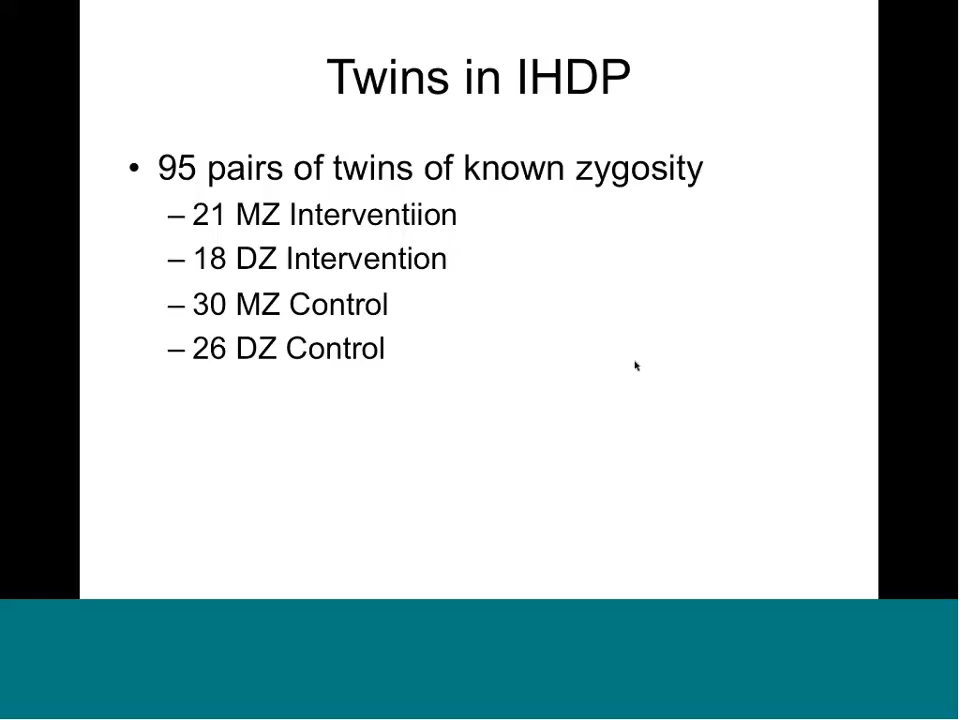 Twins in IHDP
• 95 pairs of twins of known zygosity
– 21 MZ Interventiion
– 18 DZ Intervention
– 30 MZ Control
– 26 DZ Control